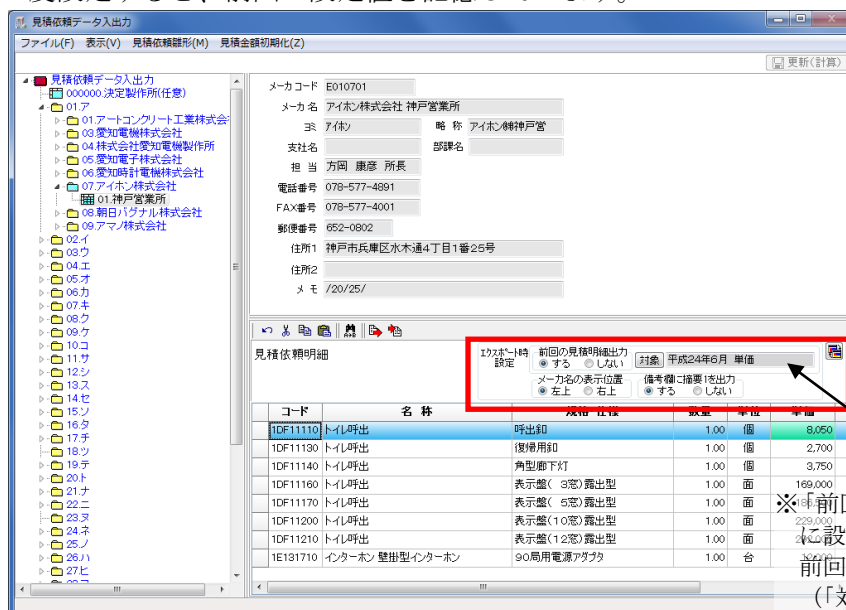 見積依頼データ入出力
ファイル(F) 表示(V) 見積依頼雛形(M) 見積金額初期化(Z)
更新(計算)
見積依頼データ入出力
000000.決定製作所(任意)
01.ア
01.アートコンクリート工業株式会
03.愛知電機株式会社
04.株式会社愛知電機製作所
05.愛知電子株式会社
06.愛知時計電機株式会社
07.アイホン株式会社
01.神戸営業所
08.朝日バグナル株式会社
09.アマノ株式会社
02.イ
03.ウ
04.エ
05.オ
06.カ
07.キ
08.ク
09.ケ
10.コ
11.サ
12.シ
13.ス
14.セ
15.ソ
16.タ
17.チ
18.ツ
19.テ
20.ト
21.ナ
22.ニ
23.ヌ
24.ネ
25.ノ
26.ハ
27.ヒ
メーカコード E010701
メーカ名 アイホン株式会社 神戸営業所
ヨミ アイホン 略 称 アイホン㈱神戸営
支社名 部課名
担 当 方岡 康彦 所長
電話番号 078-577-4891
FAX番号 078-577-4001
郵便番号 652-0802
住所1 神戸市兵庫区水木通4丁目1番25号
住所2
メ モ /20/25/
見積依頼明細
エクスポート時 設定
前回の見積明細出力
する しない 対象 平成24年6月 単価
メーカ名の表示位置 備考欄に摘要1を出力
左上 右上 する しない
コード 名 称 規格・仕様 数量 単位 単価
1DF11110 トイレ呼出 呼出釦 1.00 個 8,050
1DF11130 トイレ呼出 復帰用釦 1.00 個 2,700
1DF11140 トイレ呼出 角型廊下灯 1.00 個 3,750
1DF11160 トイレ呼出 表示盤( 3窓)露出型 1.00 面 169,000
1DF11170 トイレ呼出 表示盤( 5窓)露出型 1.00 面
1DF11200 トイレ呼出 表示盤(10窓)露出型 1.00 面 229,000
1DF11210 トイレ呼出 表示盤(12窓)露出型 1.00 面
1E131710 インターホン 壁掛型インターホン 90局用電源アダプタ 1.00 台
※「前回
に設
前回
(「対